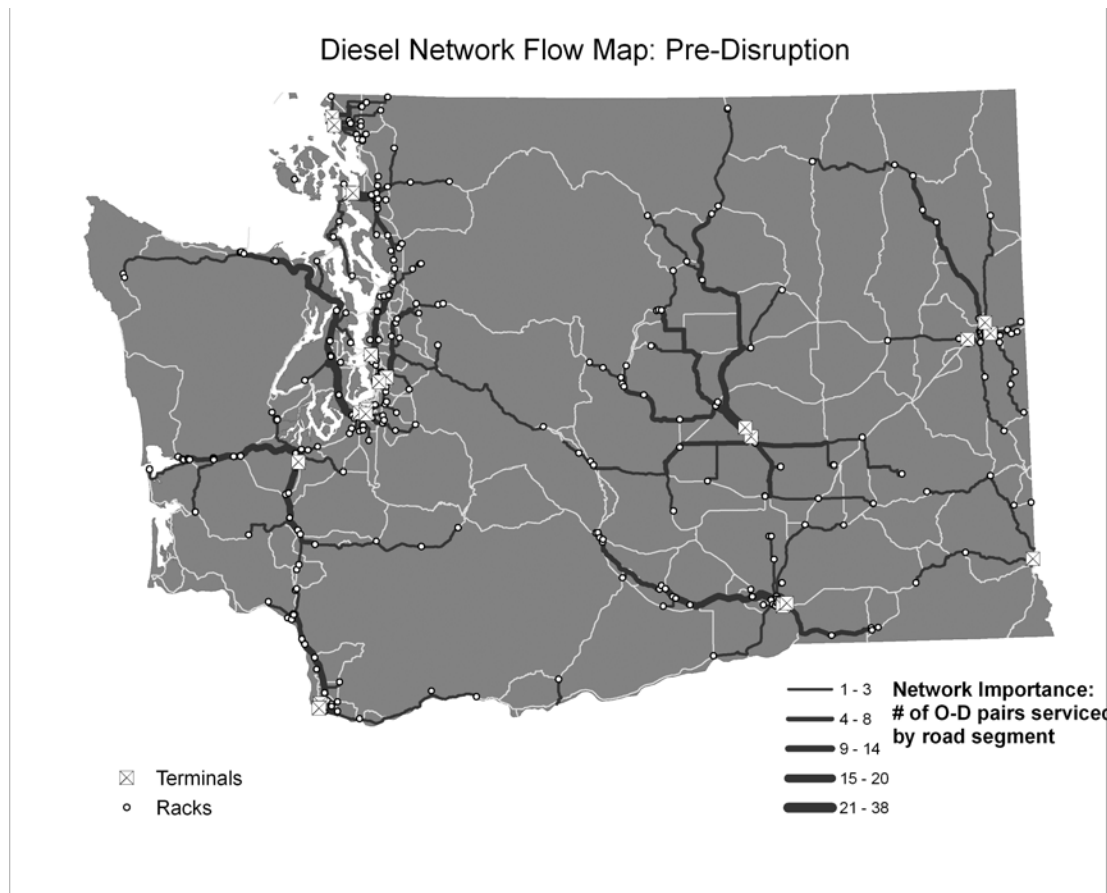 Diesel Network Flow Map: Pre-Disruption
1 - 3
4 - 8
9 - 14
15 - 20
21 - 38
Network Importance:
# of O-D pairs serviced
by road segment
Terminals
Racks